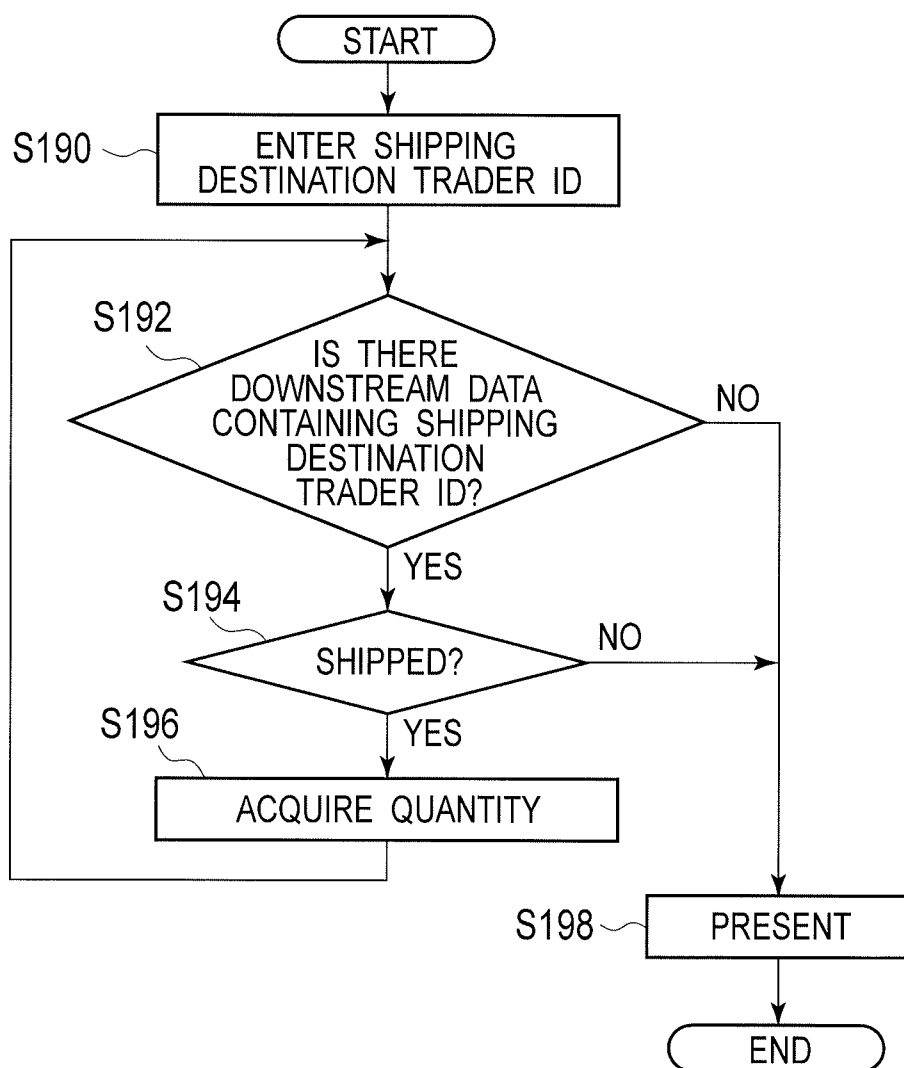 START
S190
ENTER SHIPPING
DESTINATION TRADER ID
S192
IS THERE
DOWNSTREAM DATA
CONTAINING SHIPPING
DESTINATION
TRADER ID?
NO
YES
S194
SHIPPED?
NO
YES
S196
ACQUIRE QUANTITY
S198
PRESENT
END